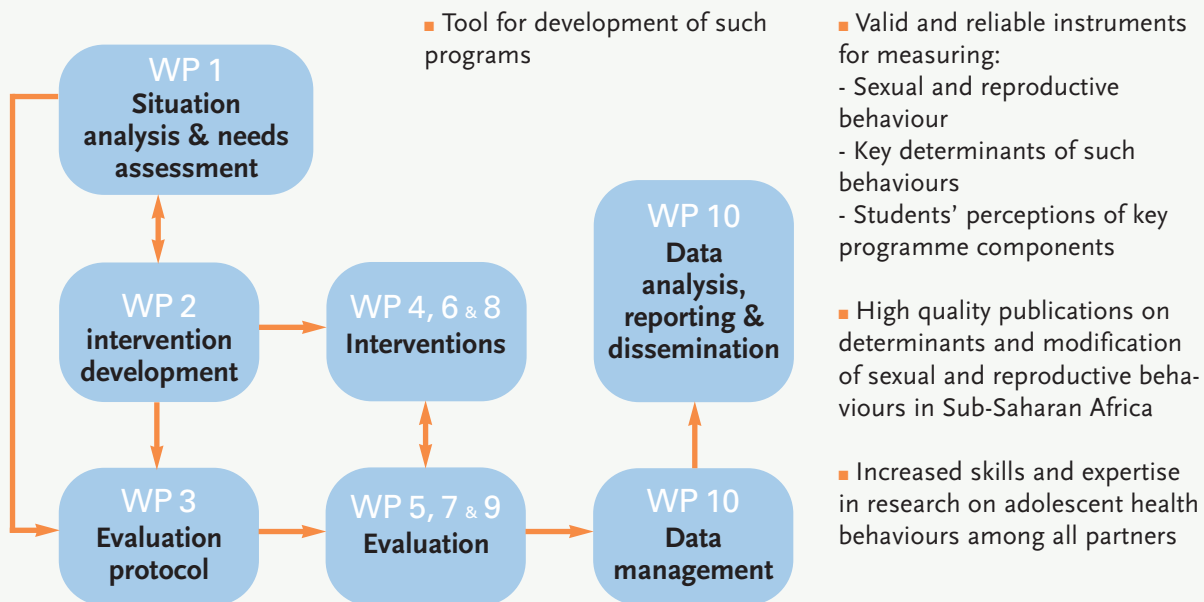 ■ Tool for development of such
programs
WP 1
Situation
analysis & needs
assessment
WP 2
intervention
development
WP 4, 6 & 8
Interventions
WP 10
Data
analysis,
reporting &
dissemination
WP 3
Evaluation
protocol
WP 5, 7 & 9
Evaluation
WP 10
Data
management
■ Valid and reliable instruments
for measuring:
- Sexual and reproductive
behaviour
- Key determinants of such
behaviours
- Students’ perceptions of key
programme components
■ High quality publications on
determinants and modification
of sexual and reproductive beha-
viours in Sub-Saharan Africa
■ Increased skills and expertise
in research on adolescent health
behaviours among all partners